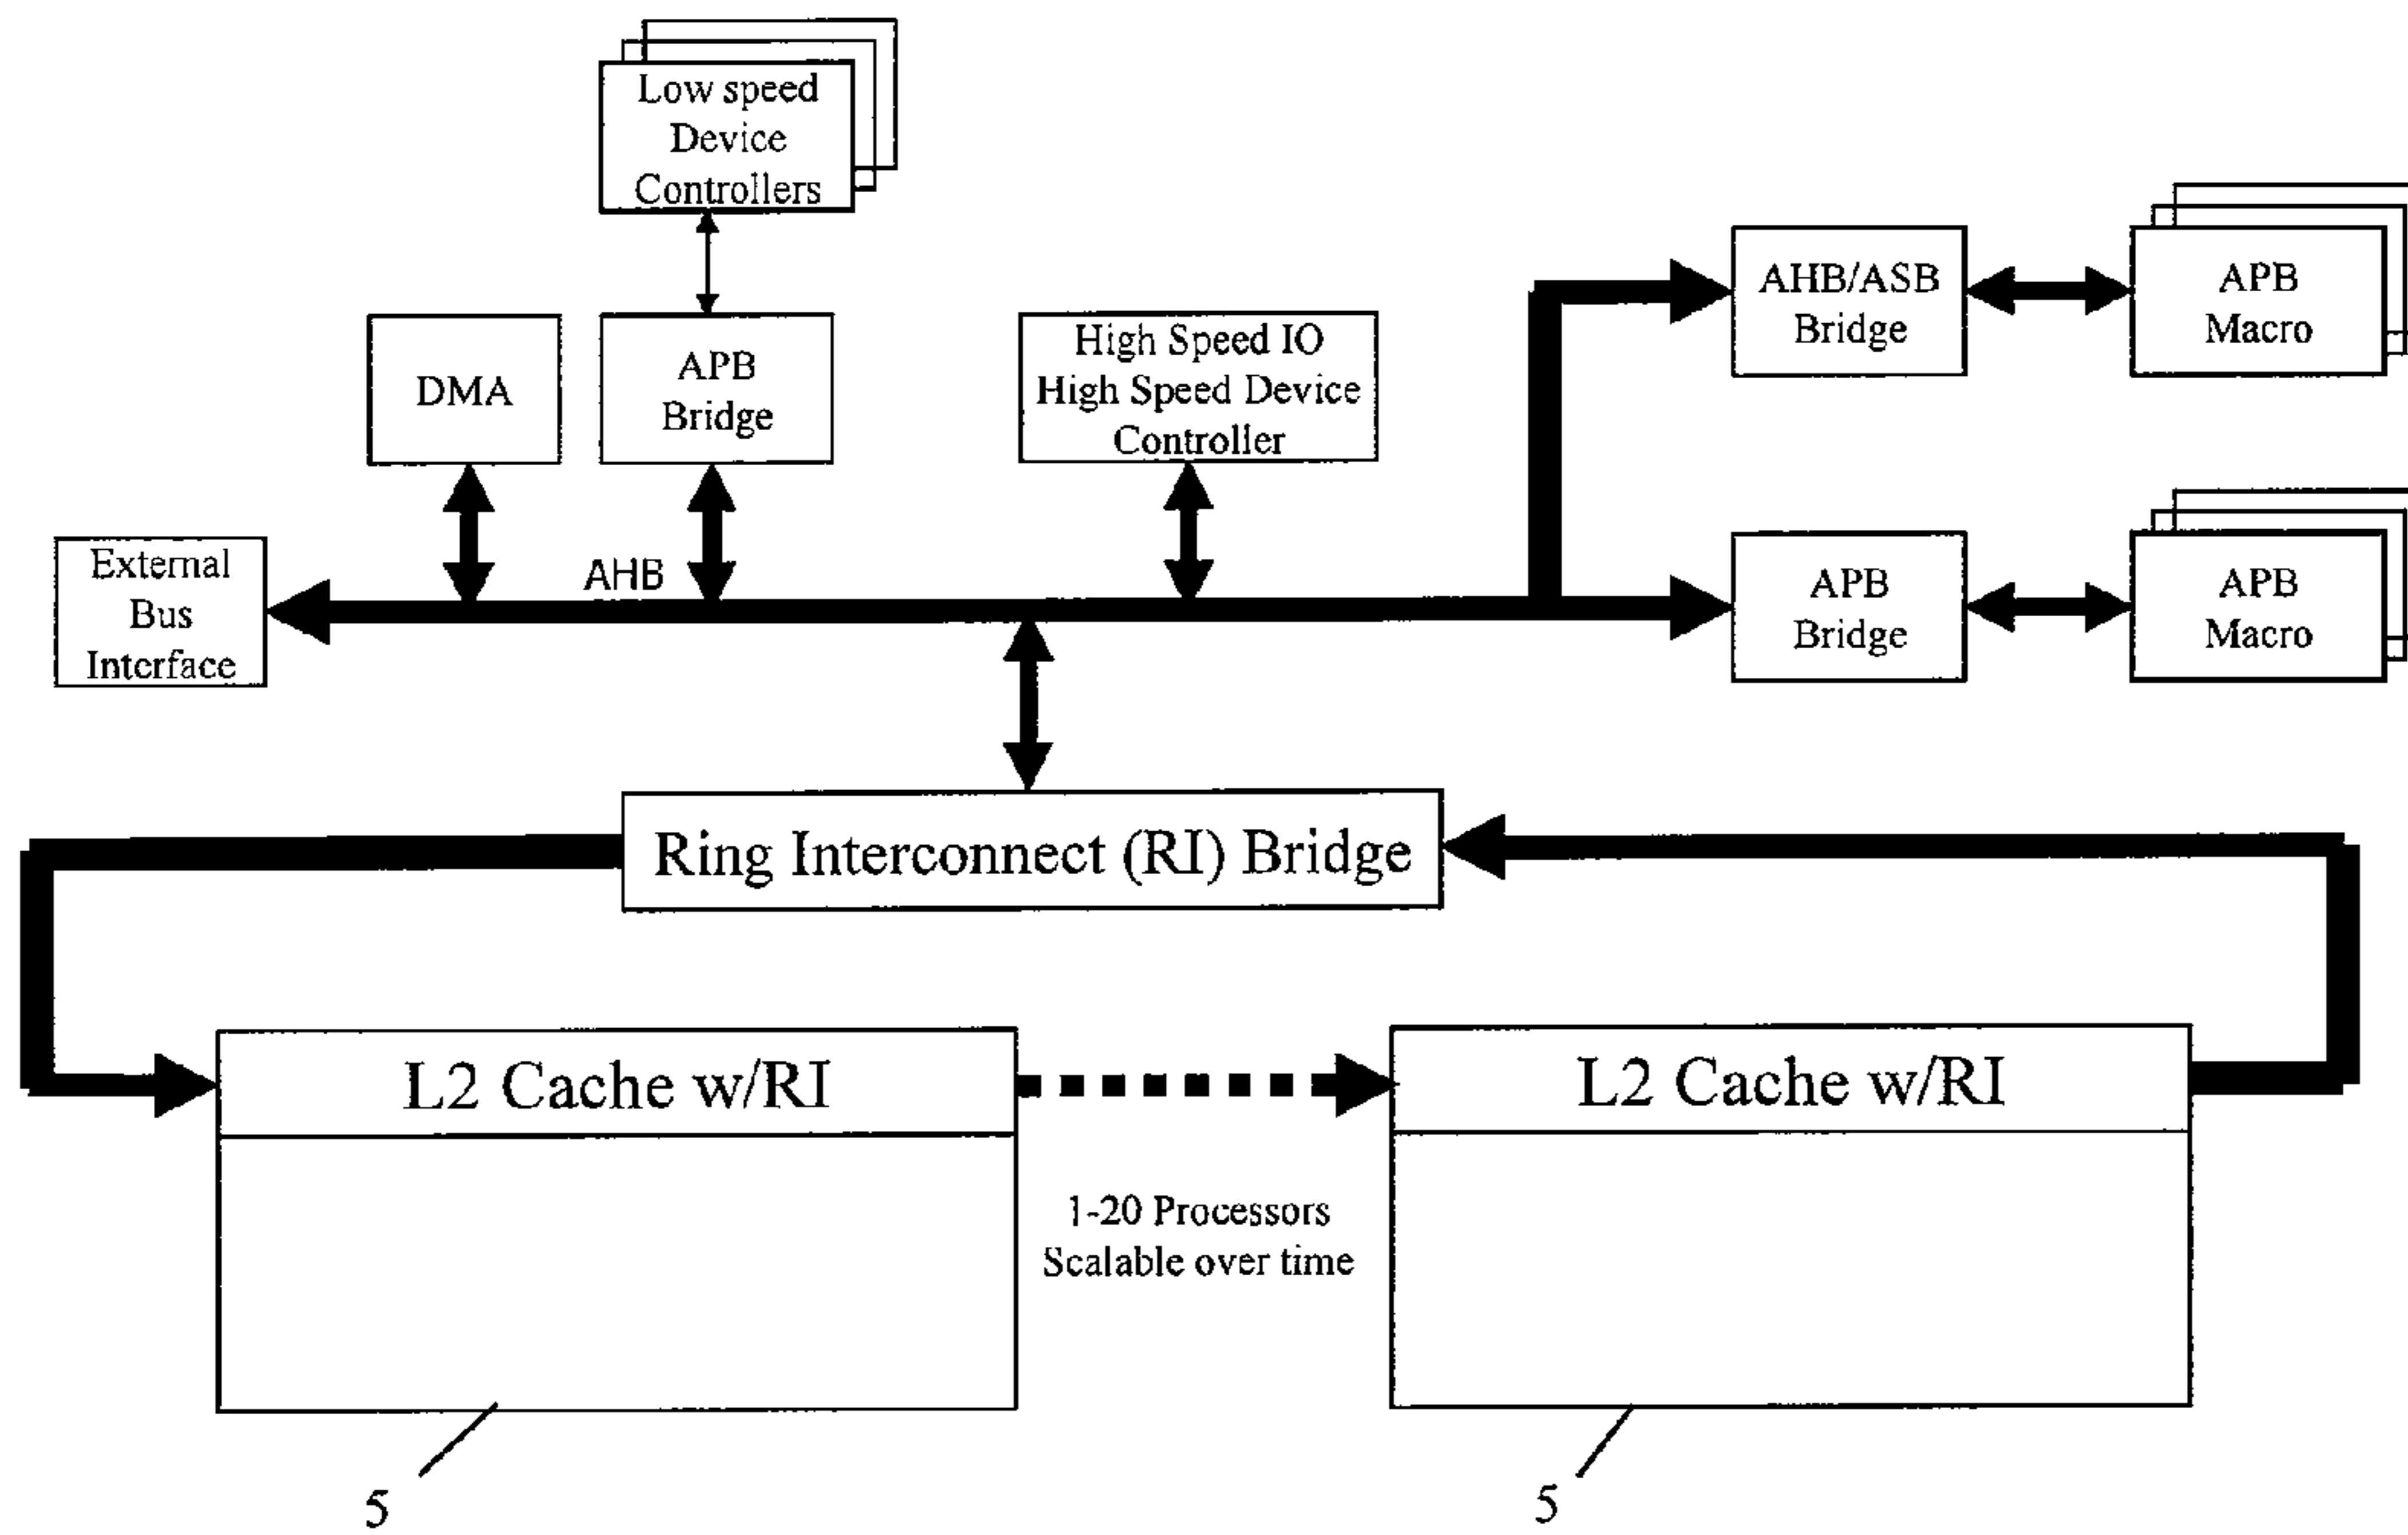 Low speed
Device
Controllers
DMA
APB
Bridge
High Speed IO
High Speed Device
Controller
AHB/ASB
Bridge
APB
Macro
External
Bus
Interface
AHB
APB
Bridge
APB
Macro
Ring Interconnect (RI) Bridge
L2 Cache w/RI
L2 Cache w/RI
1-20 Processors
Scalable over time
5
5